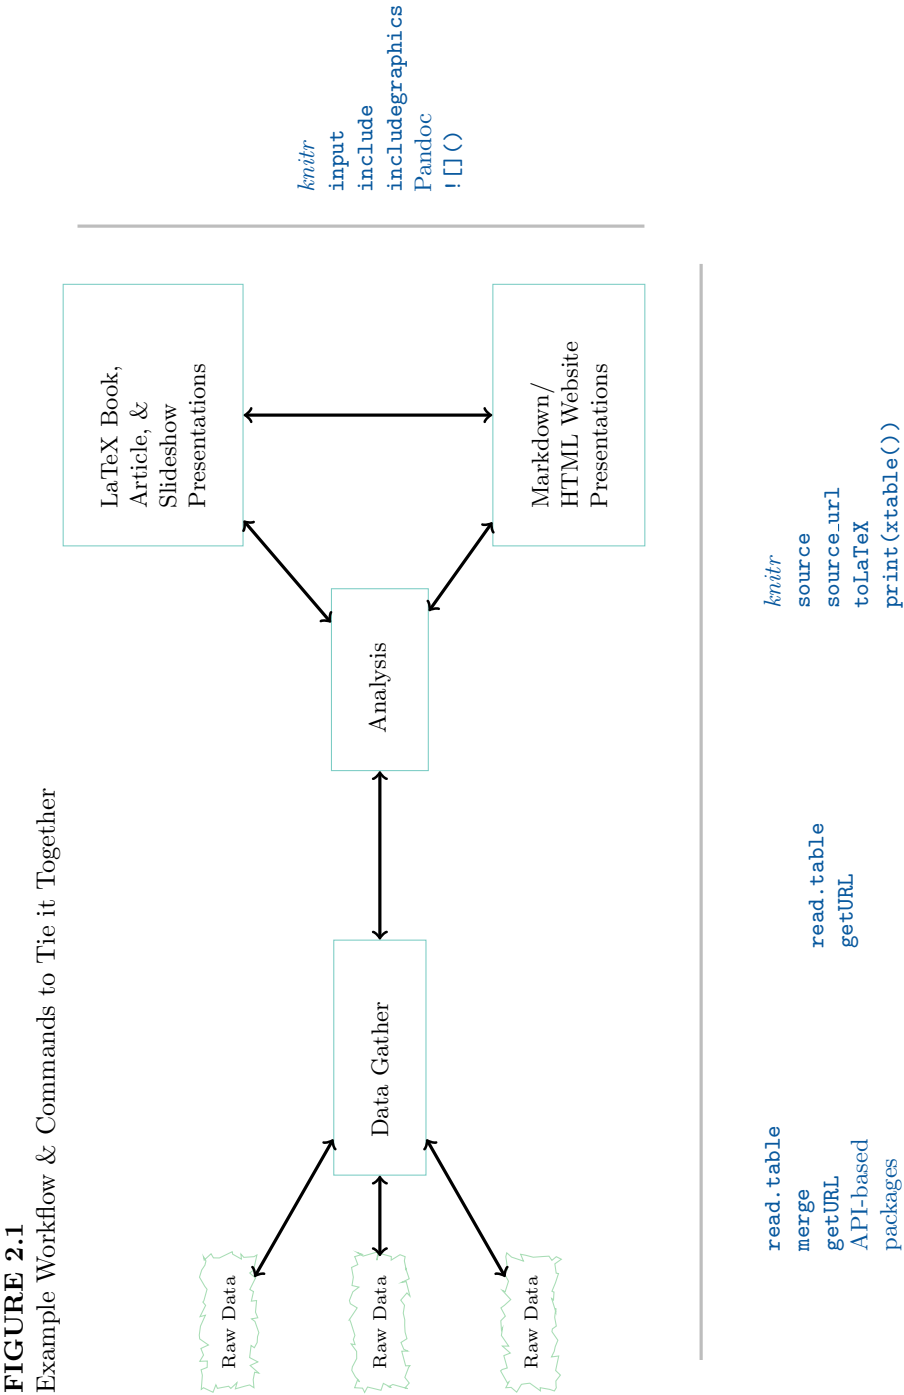 FIGURE 2.1
Example Workflow & Commands to Tie it Together
Raw Data
Raw Data
Raw Data
Data Gather
Analysis
LaTeX Book,
Article, &
Slideshow
Presentations
Markdown/
HTML Website
Presentations
knitr
input
include
includegraphics
Pandoc
![]()
read.table
merge
getURL
API-based
packages
read.table
getURL
knitr
source
source_url
toLaTeX
print(xtable())